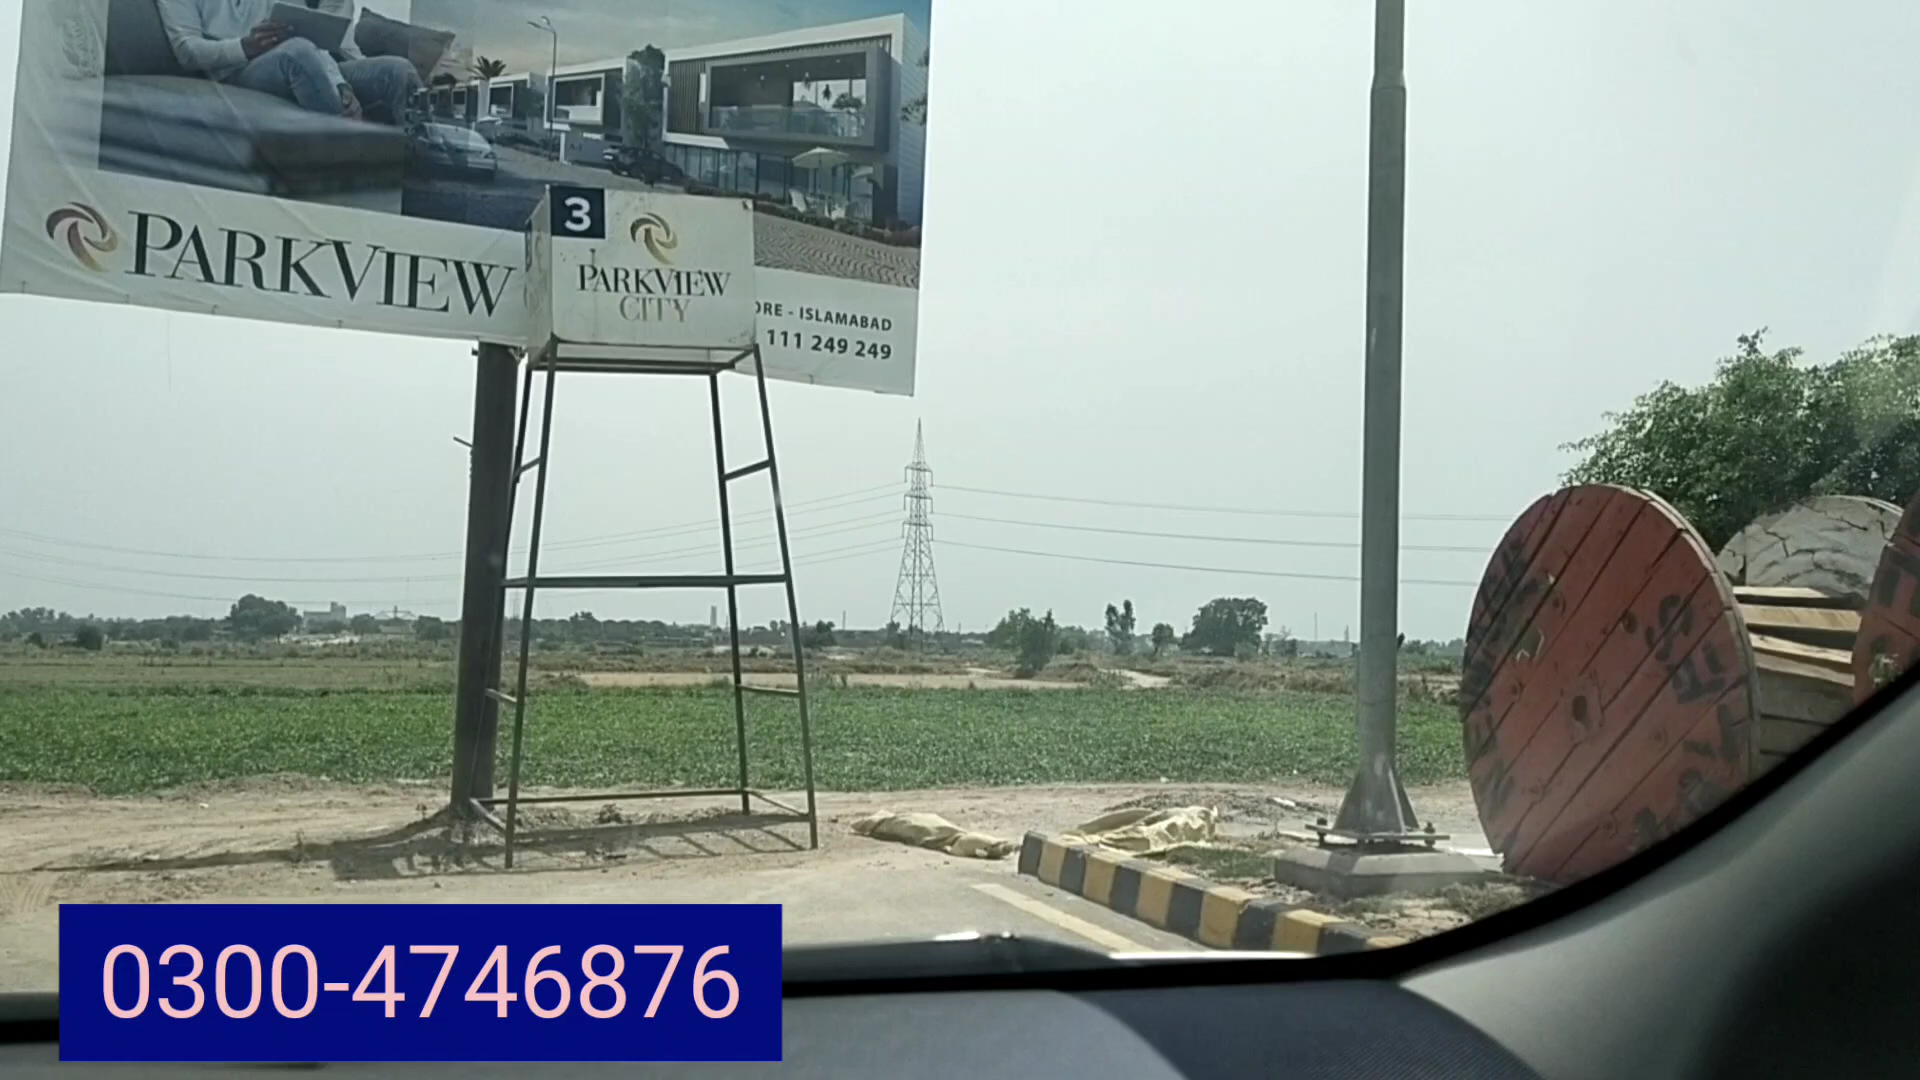 PARKVIEW
3
PARKVIEW
CITY
ORE - ISLAMABAD
111 249 249
0300-4746876